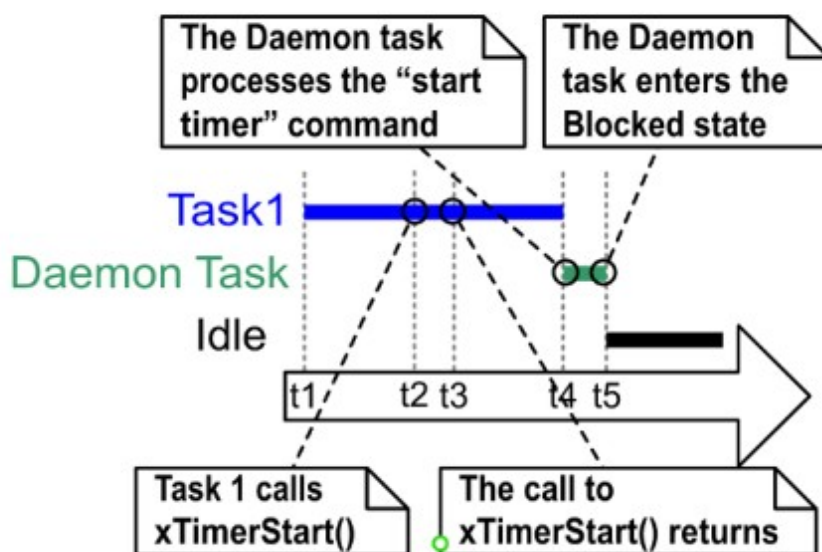 The Daemon task
processes the “start
timer” command
The Daemon
task enters the
Blocked state
Task1
Daemon Task
Idle
t1 t2 t3 t4 t5
Task 1 calls
xTimerStart()
The call to
xTimerStart() returns